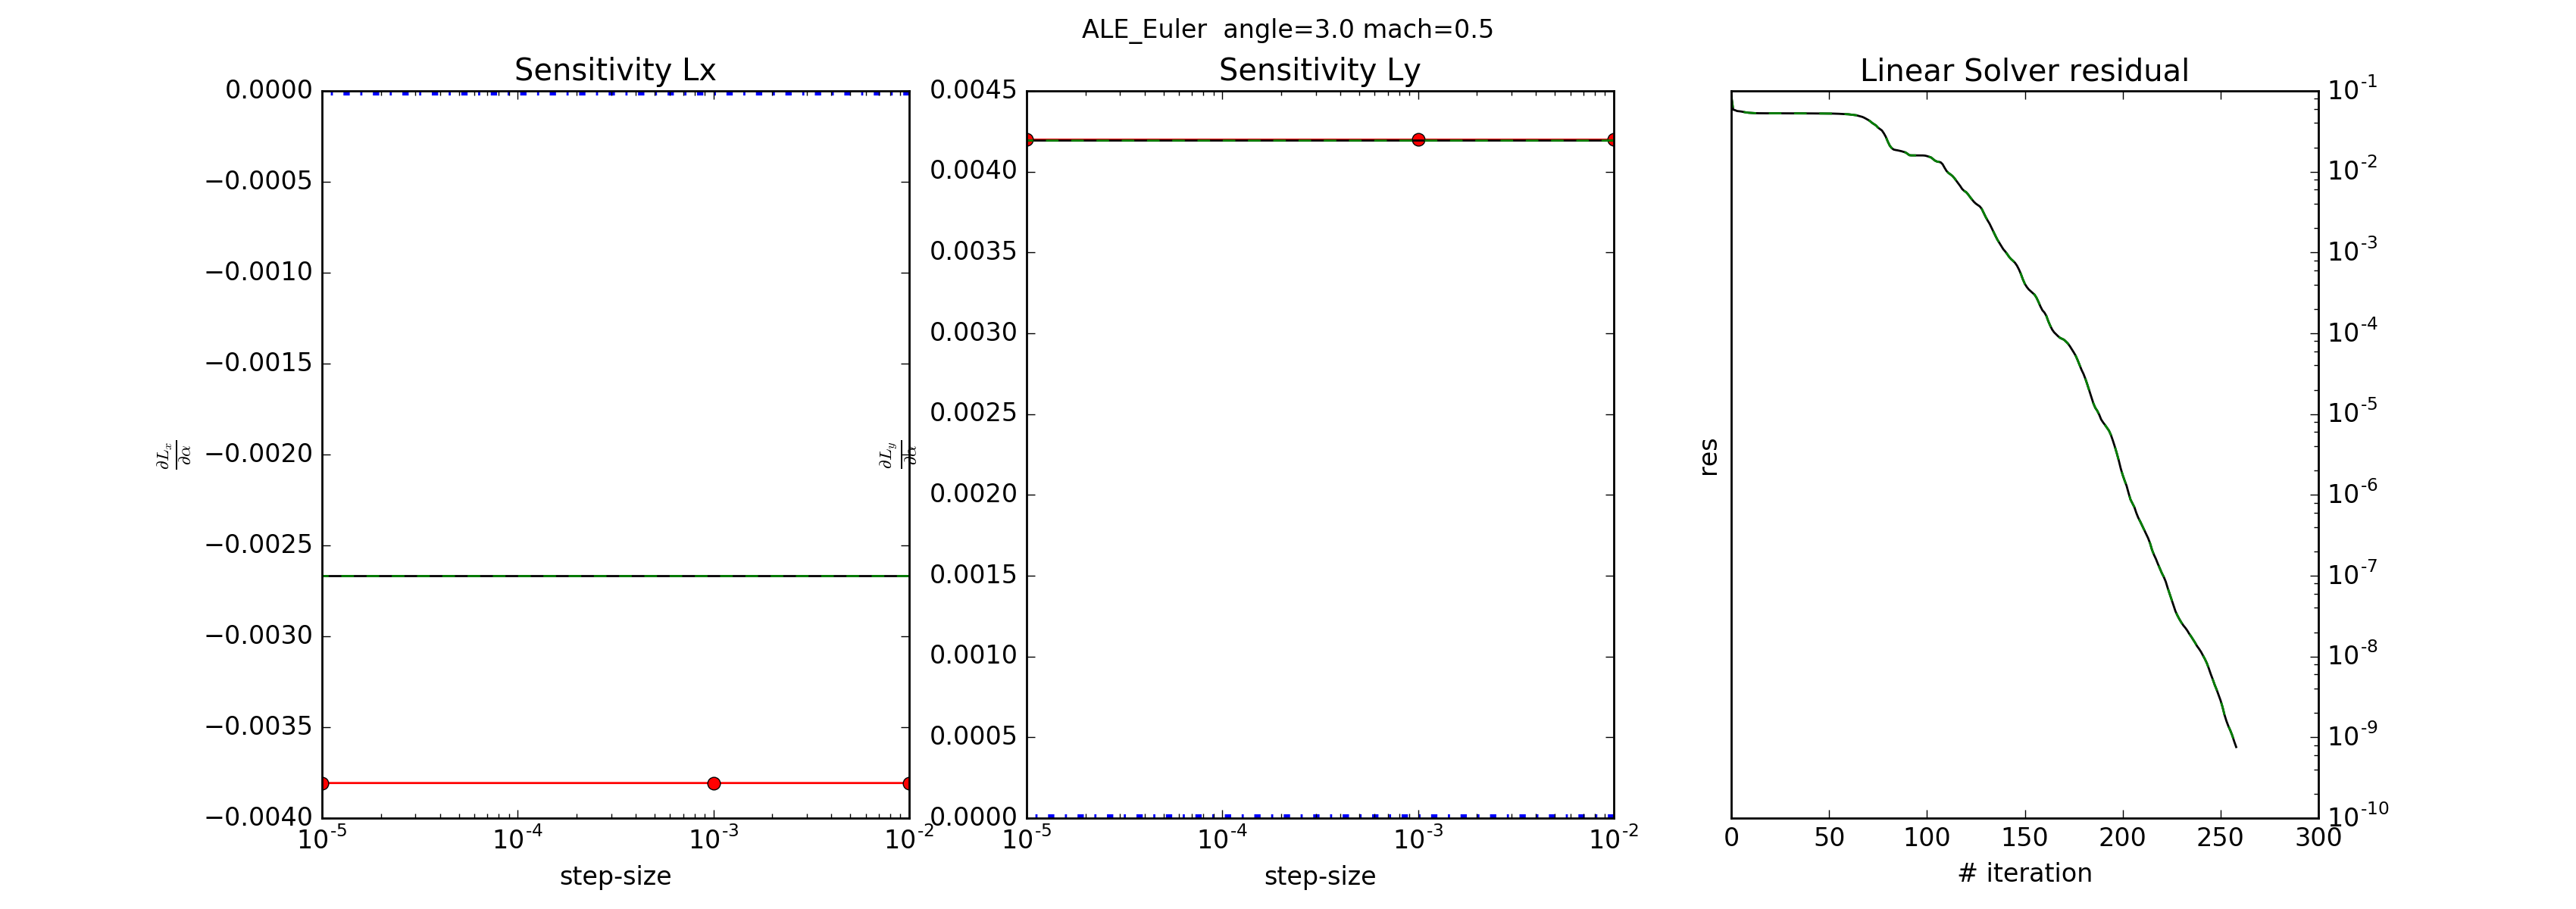 ALE_Euler angle=3.0 mach=0.5
Sensitivity Lx
0.0000
−0.0005
−0.0010
−0.0015
−0.0020
−0.0025
−0.0030
−0.0035
−0.0040
∂Lₓ/∂α
10^-5 10^-4 10^-3 10^-2
step-size
Sensitivity Ly
0.0045
0.0040
0.0035
0.0030
0.0025
0.0020
0.0015
0.0010
0.0005
0.0000
∂L_y/∂α
10^-5 10^-4 10^-3 10^-2
step-size
Linear Solver residual
res
10^-1
10^-2
10^-3
10^-4
10^-5
10^-6
10^-7
10^-8
10^-9
10^-10
0 50 100 150 200 250 300
# iteration